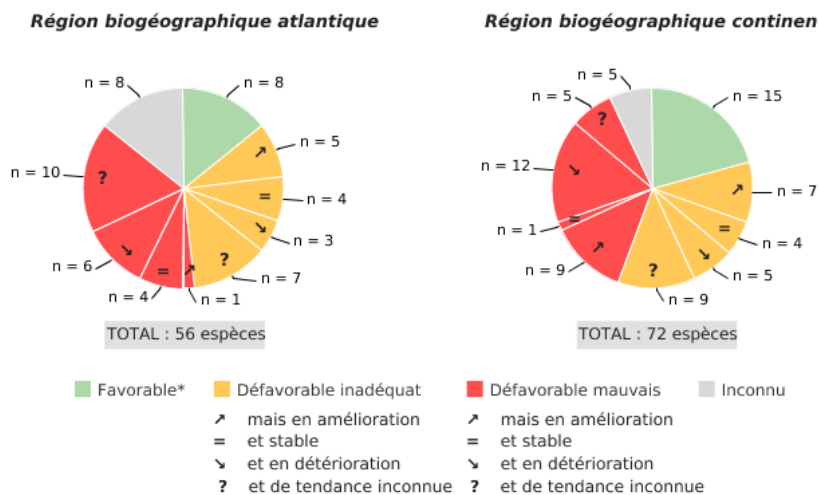 Région biogéographique atlantique
Région biogéographique continen
n = 8
n = 8
n = 5
n = 4
n = 3
n = 7
n = 1
n = 4
n = 6
n = 10
↗
=
↘
?
↗
=
↘
?
TOTAL : 56 espèces
n = 5
n = 15
n = 7
n = 4
n = 5
n = 9
n = 9
n = 1
n = 12
n = 5
↗
=
↘
?
↗
=
↘
?
TOTAL : 72 espèces
Favorable*
Défavorable inadéquat
↗ mais en amélioration
= et stable
↘ et en détérioration
? et de tendance inconnue
Défavorable mauvais
↗ mais en amélioration
= et stable
↘ et en détérioration
? et de tendance inconnue
Inconnu